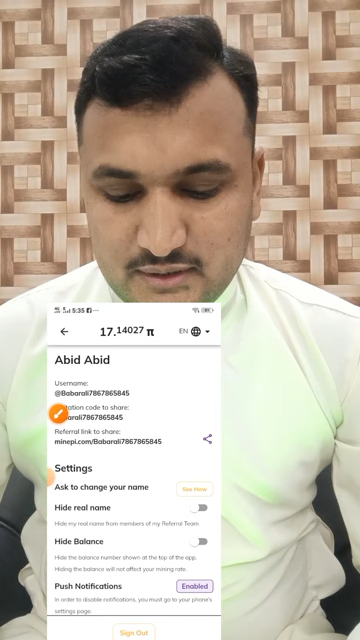 5:35
17.14027 π
EN
Abid Abid
Username:
@Babarali7867865845
tation code to share:
arali7867865845
Referral link to share:
minepi.com/Babarali7867865845
Settings
Ask to change your name
See How
Hide real name
Hide my real name from members of my Referral Team
Hide Balance
Hide the balance number shown at the top of the app.
Hiding the balance will not affect your mining rate.
Push Notifications
Enabled
In order to disable notifications, you must go to your phone's
settings page.
Sign Out